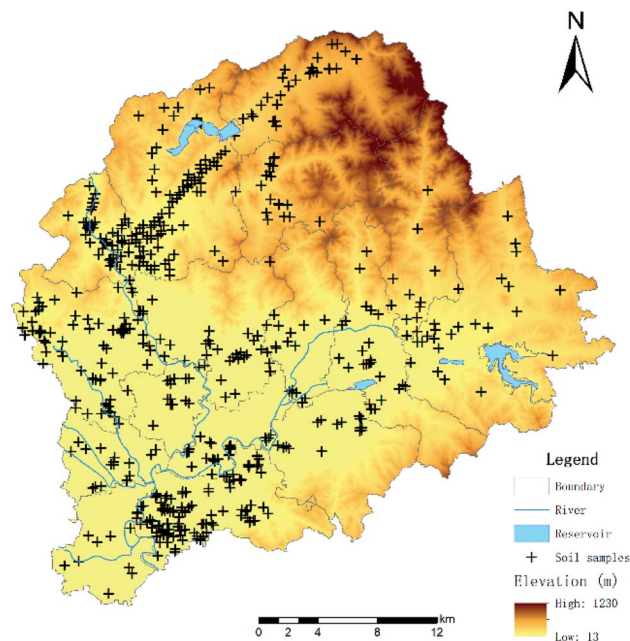 N
Legend
Boundary
River
Reservoir
Soil samples
Elevation (m)
High: 1230
Low: 13
km
0 2 4 8 12